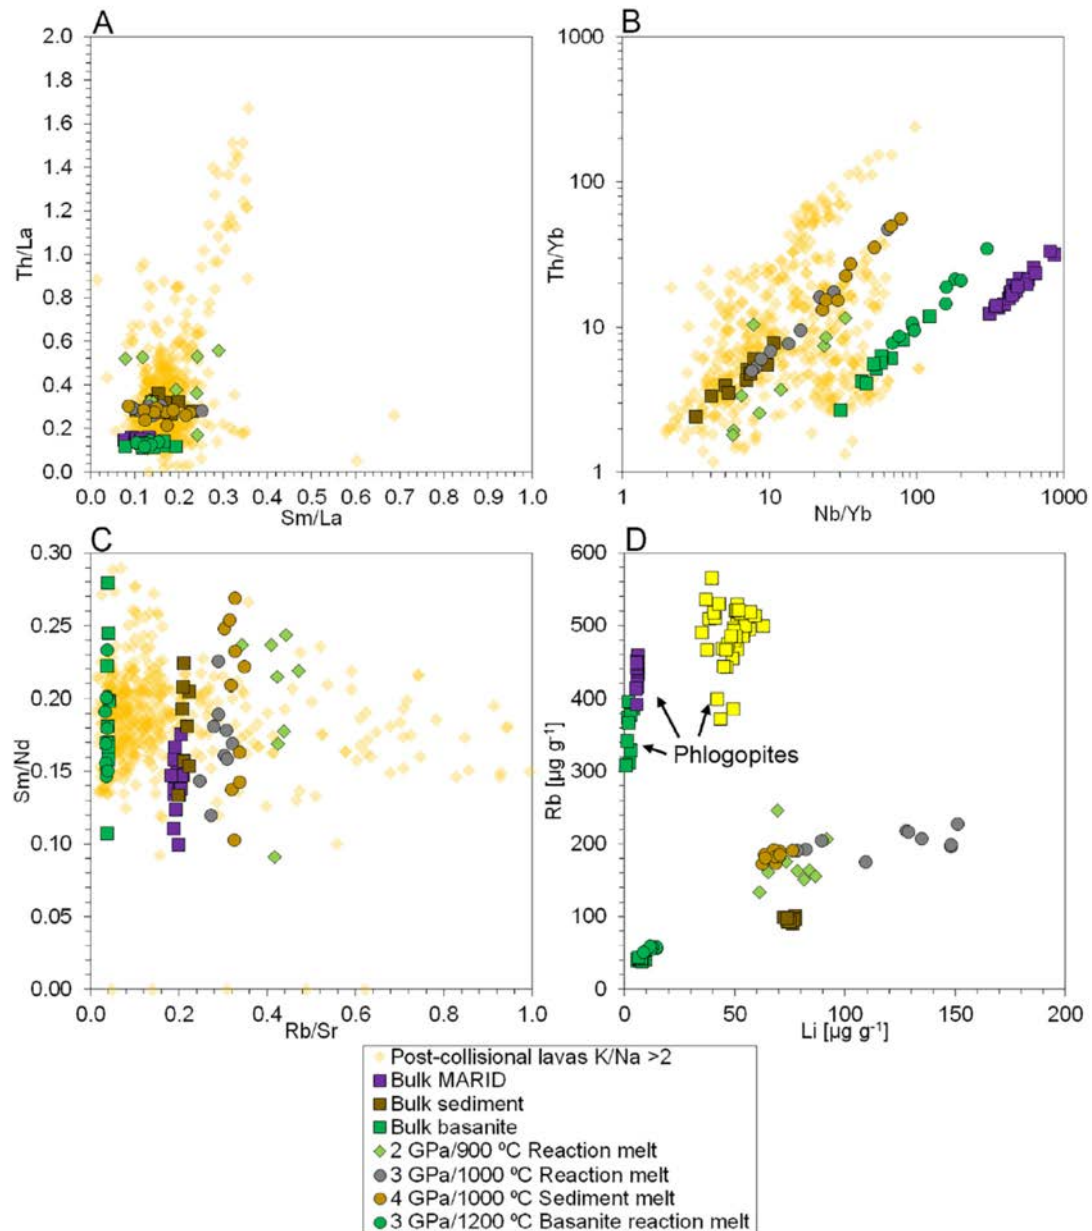 A
B
2.0
1.8
1.6
1.4
1.2
1.0
0.8
0.6
0.4
0.2
0.0
Th/La
0.0 0.1 0.2 0.3 0.4 0.5 0.6 0.7 0.8 0.9 1.0
Sm/La
1000
100
10
1
Th/Yb
1 10 100 1000
Nb/Yb
C
D
0.30
0.25
0.20
0.15
0.10
0.05
0.00
Sm/Nd
0.0 0.2 0.4 0.6 0.8 1.0
Rb/Sr
600
500
400
300
200
100
0
Rb [µg g⁻¹]
Phlogopites
0 50 100 150 200
Li [µg g⁻¹]
Post-collisional lavas K/Na >2
Bulk MARID
Bulk sediment
Bulk basanite
2 GPa/900 ºC Reaction melt
3 GPa/1000 ºC Reaction melt
4 GPa/1000 ºC Sediment melt
3 GPa/1200 ºC Basanite reaction melt